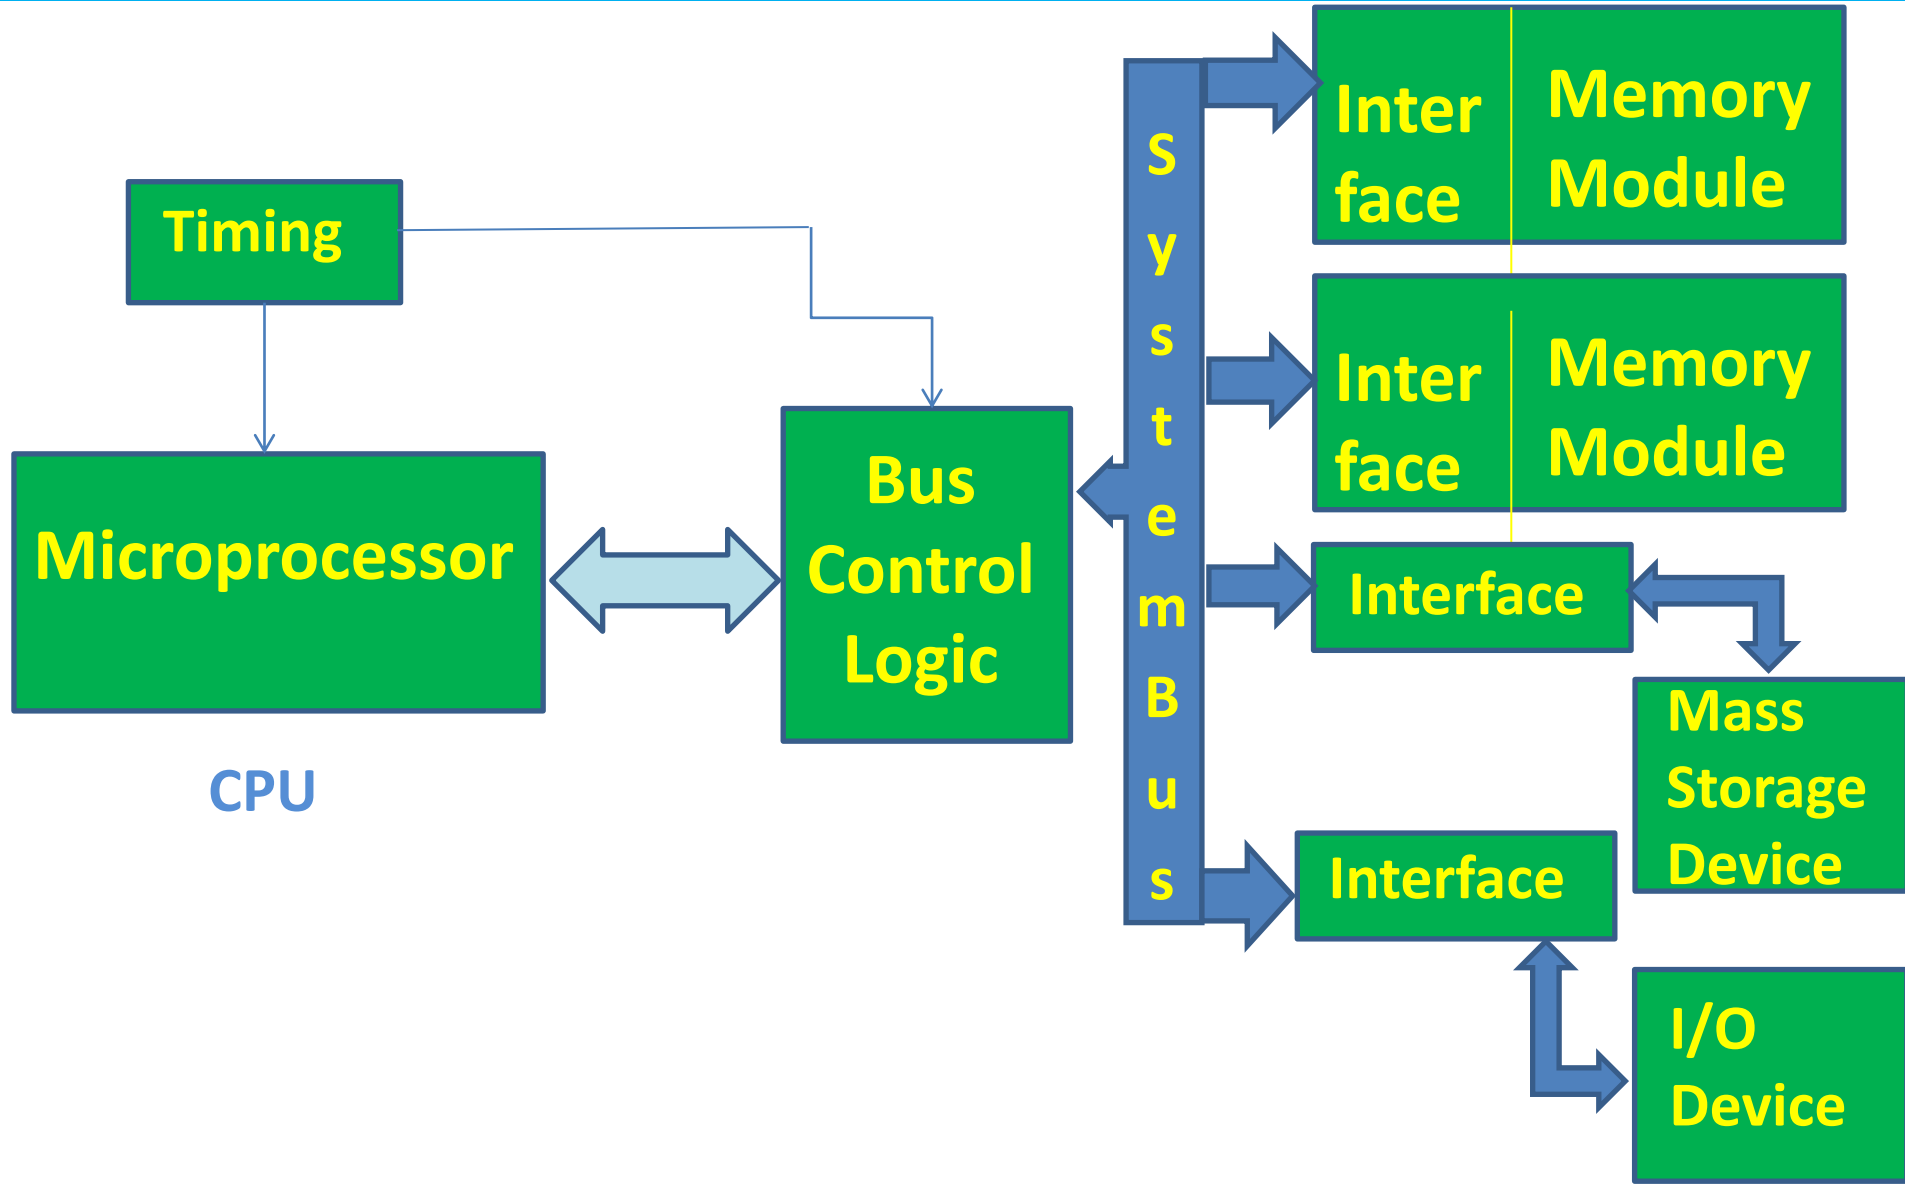 Timing
Microprocessor
CPU
Bus
Control
Logic
S
y
s
t
e
m
B
u
s
Inter
face
Memory
Module
Inter
face
Memory
Module
Interface
Mass
Storage
Device
Interface
I/O
Device